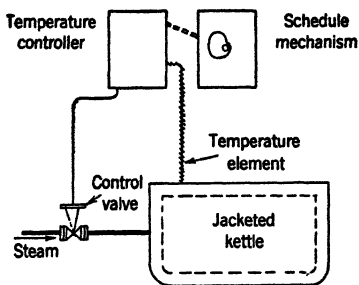 Temperature
controller
Schedule
mechanism
Temperature
element
Control
valve
Steam
Jacketed
kettle